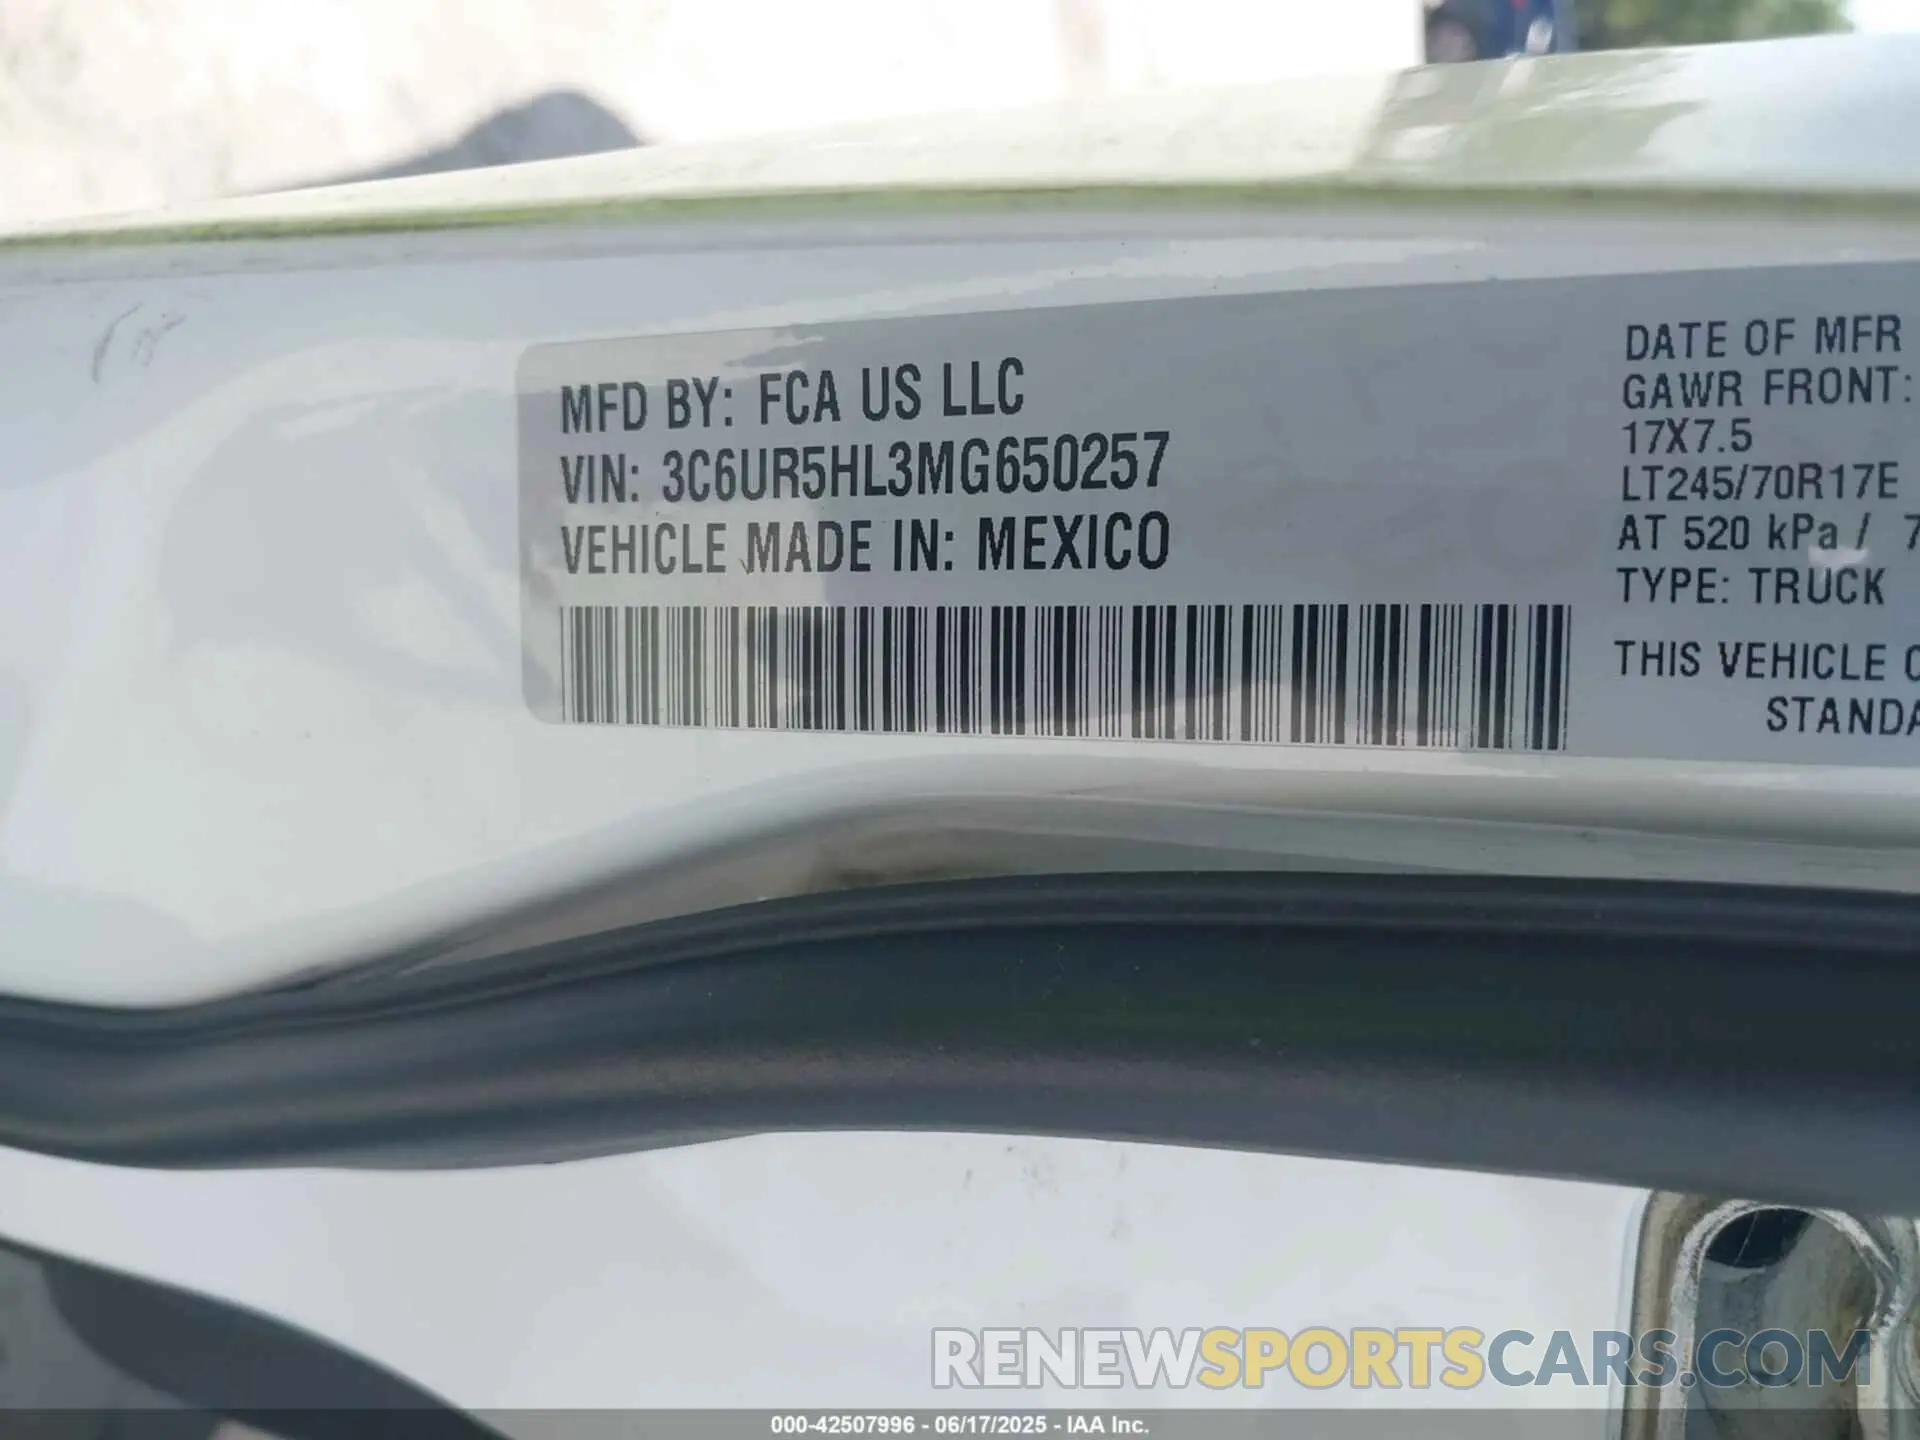 MFD BY: FCA US LLC
VIN: 3C6UR5HL3MG650257
VEHICLE MADE IN: MEXICO
DATE OF MFR
GAWR FRONT:
17X7.5
LT245/70R17E
AT 520 kPa / 7
TYPE: TRUCK
THIS VEHICLE
RENEWSPORTSCARS.COM
000-42507996 - 06/17/2025 - IAA Inc.